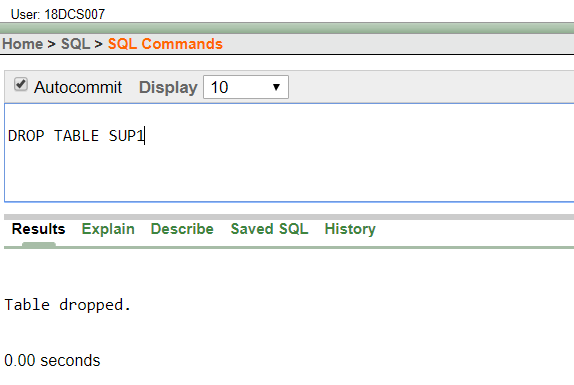 User: 18DCS007
Home > SQL > SQL Commands
Autocommit Display 10
DROP TABLE SUP1
Results Explain Describe Saved SQL History
Table dropped.
0.00 seconds